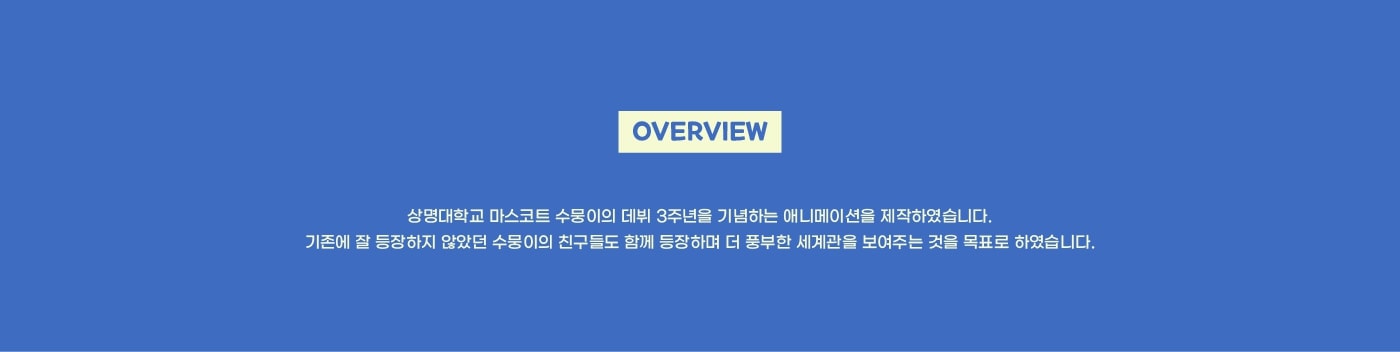 OVERVIEW
상명대학교 마스코트 수뭉이의 데뷔 3주년을 기념하는 애니메이션을 제작하였습니다.
기존에 잘 등장하지 않았던 수뭉이의 친구들도 함께 등장하며 더 풍부한 세계관을 보여주는 것을 목표로 하였습니다.